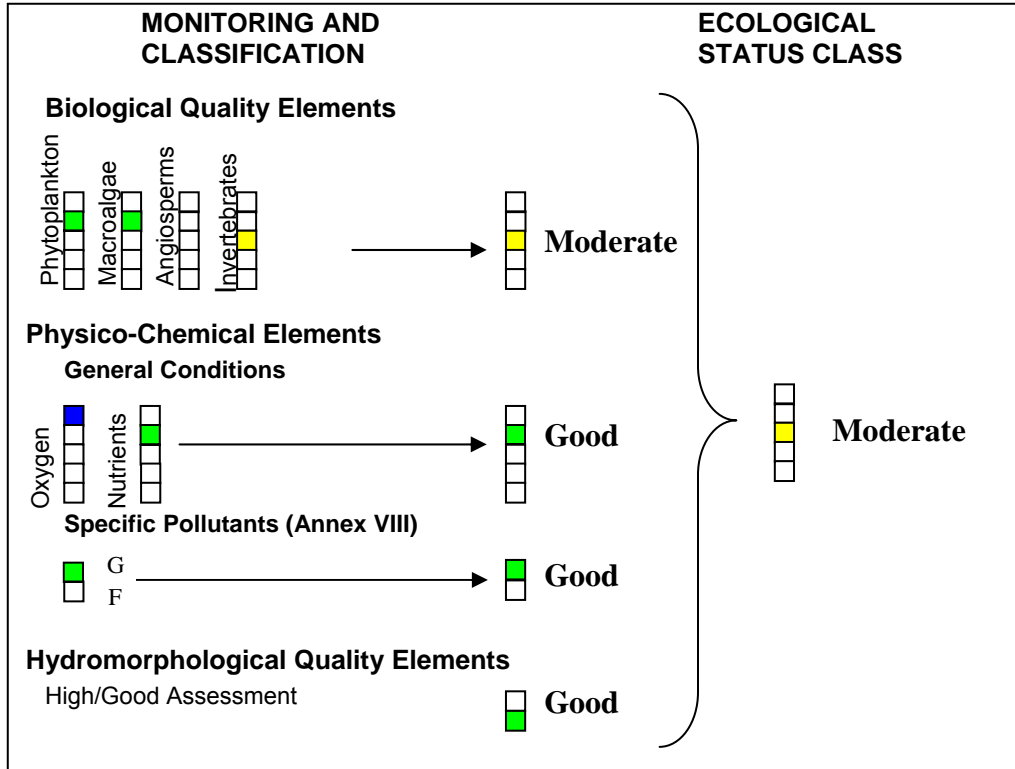 MONITORING AND
CLASSIFICATION
ECOLOGICAL
STATUS CLASS
Biological Quality Elements
Phytoplankton
Macroalgae
Angiosperms
Invertebrates
Moderate
Physico-Chemical Elements
General Conditions
Oxygen
Nutrients
Good
Moderate
Specific Pollutants (Annex VIII)
G
F
Good
Hydromorphological Quality Elements
High/Good Assessment
Good